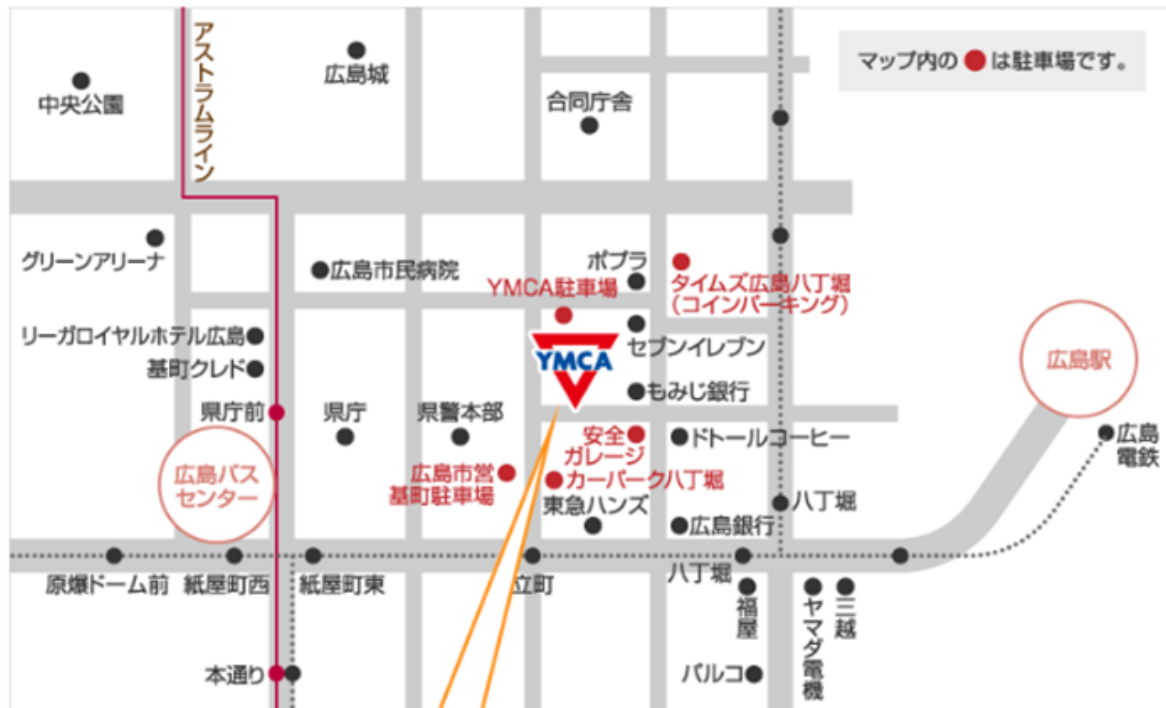 アストラムライン
中央公園
広島城
合同庁舎
マップ内の ● は駐車場です。
グリーンアリーナ
広島市民病院
ポプラ
YMCA駐車場
タイムズ広島八丁堀
(コインパーキング)
リーガロイヤルホテル広島
基町クレド
YMCA
セブンイレブン
もみじ銀行
広島駅
県庁前
県庁
県警本部
安全
ガレージ
ドトールコーヒー
広島
電鉄
広島バス
センター
広島市営
基町駐車場
カーパーク八丁堀
東急ハンズ
広島銀行
八丁堀
原爆ドーム前
紙屋町西
紙屋町東
立町
八丁堀
福屋
ヤマダ電機
三越
本通り
パルコ